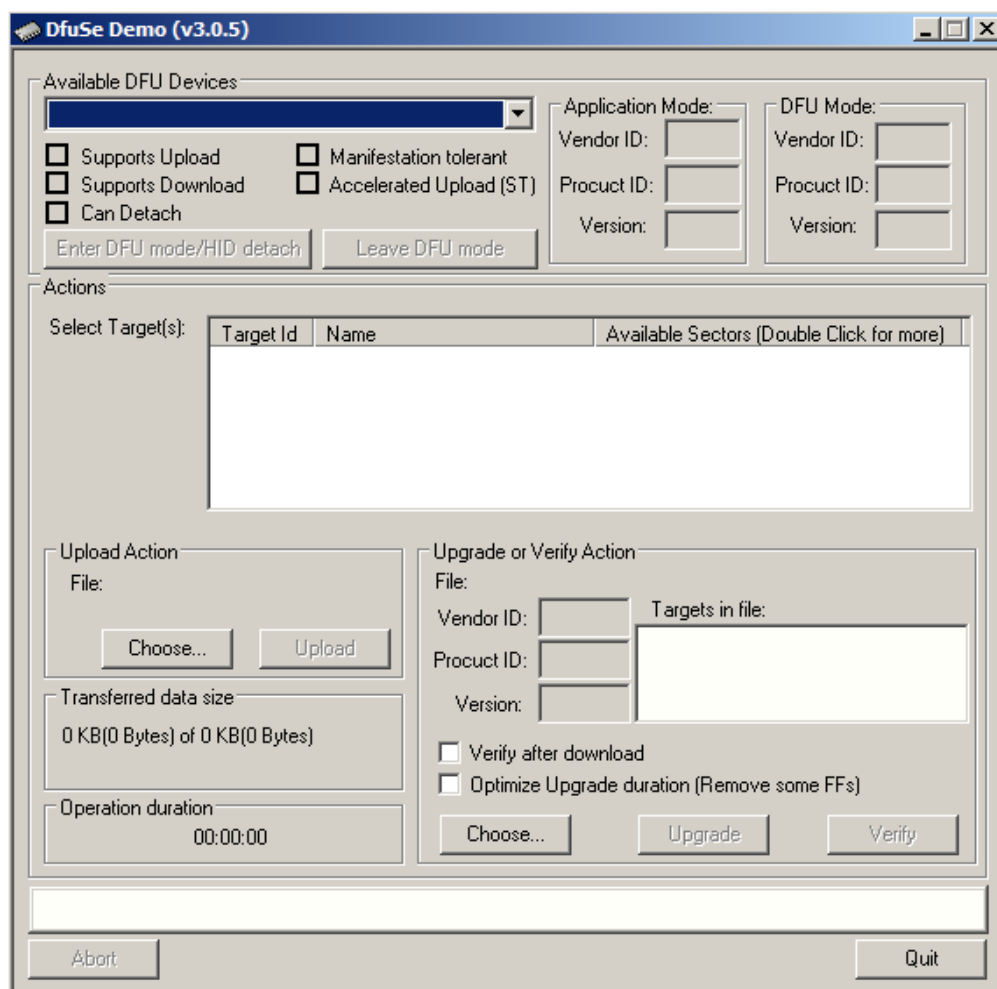 DfuSe Demo (v3.0.5)
Available DFU Devices
Supports Upload
Manifestation tolerant
Supports Download
Accelerated Upload (ST)
Can Detach
Enter DFU mode/HID detach
Leave DFU mode
Application Mode:
Vendor ID:
Procuct ID:
Version:
DFU Mode:
Vendor ID:
Procuct ID:
Version:
Actions
Select Target(s):
Target Id
Name
Available Sectors (Double Click for more)
Upload Action
File:
Choose...
Upload
Transferred data size
0 KB(0 Bytes) of 0 KB(0 Bytes)
Operation duration
00:00:00
Upgrade or Verify Action
File:
Vendor ID:
Procuct ID:
Version:
Targets in file:
Verify after download
Optimize Upgrade duration (Remove some FFs)
Choose...
Upgrade
Verify
Abort
Quit